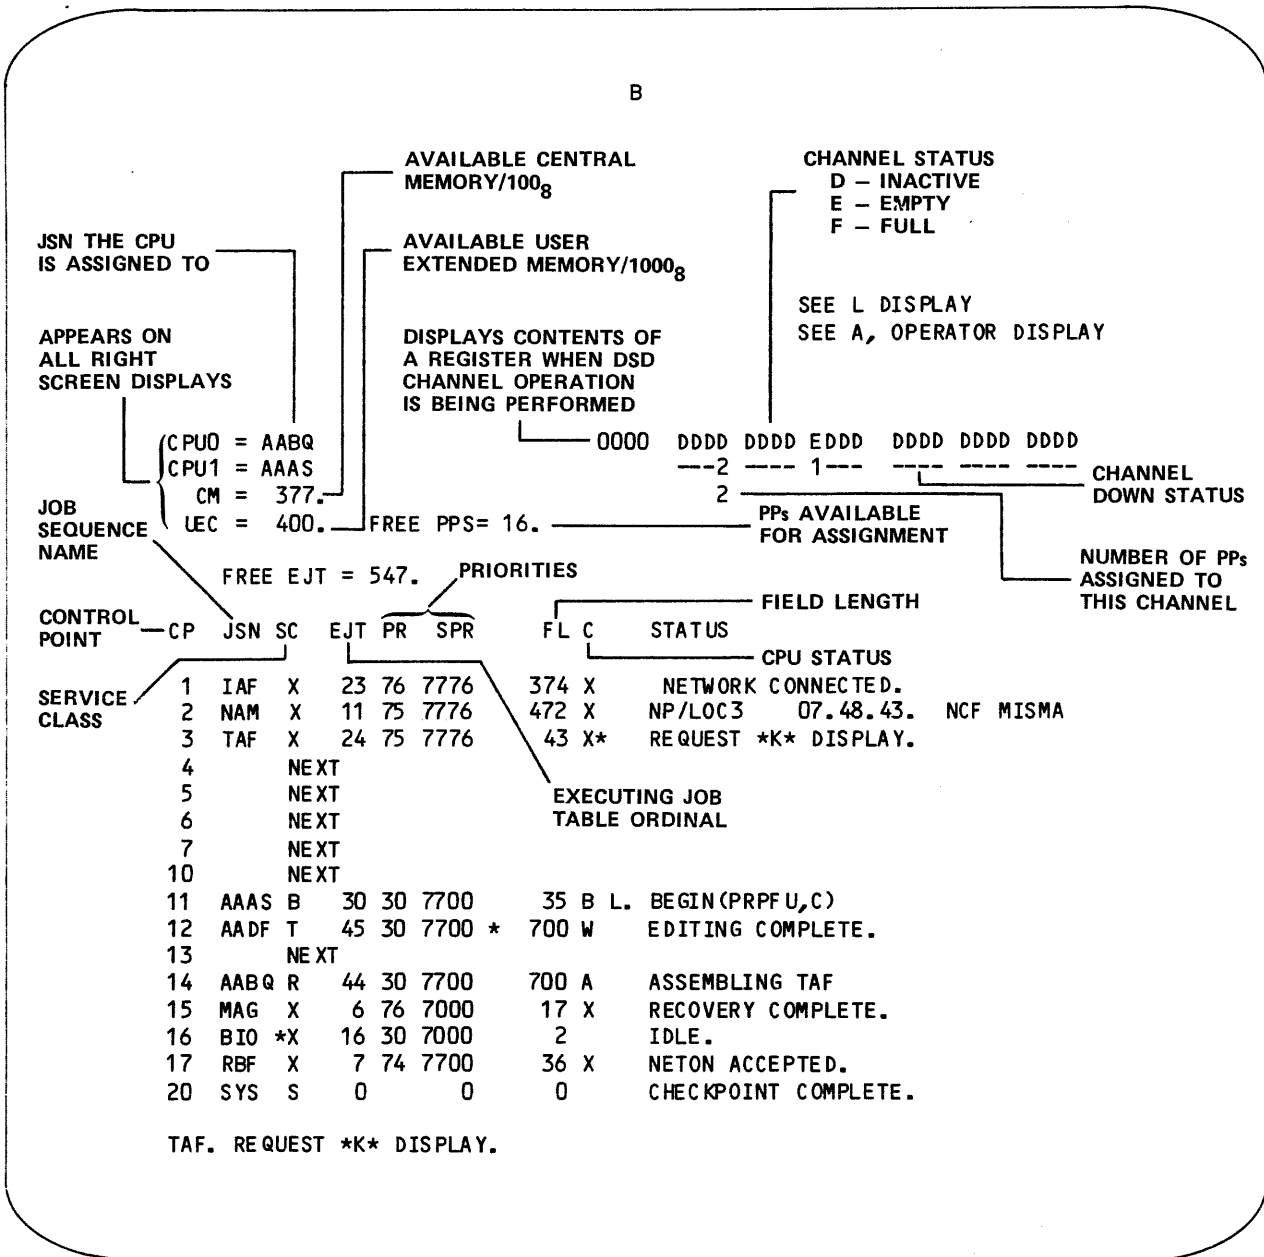 B
AVAILABLE CENTRAL
MEMORY/100₈
CHANNEL STATUS
D – INACTIVE
E – EMPTY
F – FULL
JSN THE CPU
IS ASSIGNED TO
AVAILABLE USER
EXTENDED MEMORY/1000₈
SEE L DISPLAY
SEE A, OPERATOR DISPLAY
APPEARS ON
ALL RIGHT
SCREEN DISPLAYS
DISPLAYS CONTENTS OF
A REGISTER WHEN DSD
CHANNEL OPERATION
IS BEING PERFORMED
CPU0 = AABQ 0000 DDDD DDDD EDDD DDDD DDDD DDDD
CPU1 = AAAS ---2 ---- 1--- ---- ---- ----
CM = 377. 2
UEC = 400. FREE PPS= 16.
CHANNEL
DOWN STATUS
PPs AVAILABLE
FOR ASSIGNMENT
JOB
SEQUENCE
NAME
FREE EJT = 547.
PRIORITIES
NUMBER OF PPs
ASSIGNED TO
THIS CHANNEL
FIELD LENGTH
CONTROL
POINT
CP JSN SC EJT PR SPR FL C STATUS
CPU STATUS
SERVICE
CLASS
1 IAF X 23 76 7776 374 X NETWORK CONNECTED.
2 NAM X 11 75 7776 472 X NP/LOC3 07.48.43. NCF MISMA
3 TAF X 24 75 7776 43 X* REQUEST *K* DISPLAY.
4 NEXT
5 NEXT
6 NEXT
7 NEXT
10 NEXT
EXECUTING JOB
TABLE ORDINAL
11 AAAS B 30 30 7700 35 B L. BEGIN(PRPFU,C)
12 AADF T 45 30 7700 * 700 W EDITING COMPLETE.
13 NEXT
14 AABQ R 44 30 7700 700 A ASSEMBLING TAF
15 MAG X 6 76 7000 17 X RECOVERY COMPLETE.
16 BIO *X 16 30 7000 2 IDLE.
17 RBF X 7 74 7700 36 X NETON ACCEPTED.
20 SYS S 0 0 0 CHECKPOINT COMPLETE.
TAF. REQUEST *K* DISPLAY.